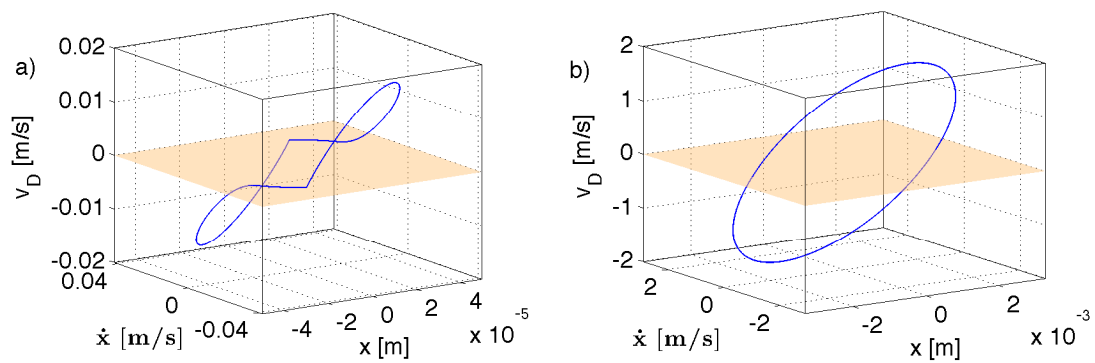 a)
0.02
0.01
0
-0.01
-0.02
v_D [m/s]
0.04
0
-0.04
ẋ [m/s]
-4 -2 0 2 4
x 10^-5
x [m]
b)
2
1
0
-1
-2
v_D [m/s]
2
0
-2
ẋ [m/s]
-2 0 2
x 10^-3
x [m]